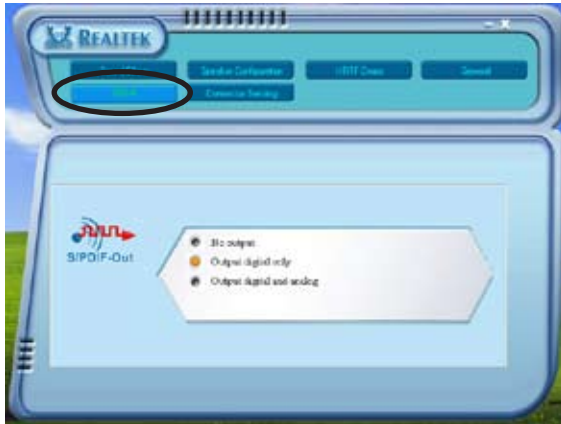 REALTEK
Speaker Configuration HRTF Demo General
Connector Sensing
S/PDIF-Out
No output
Output digital only
Output digital and analog